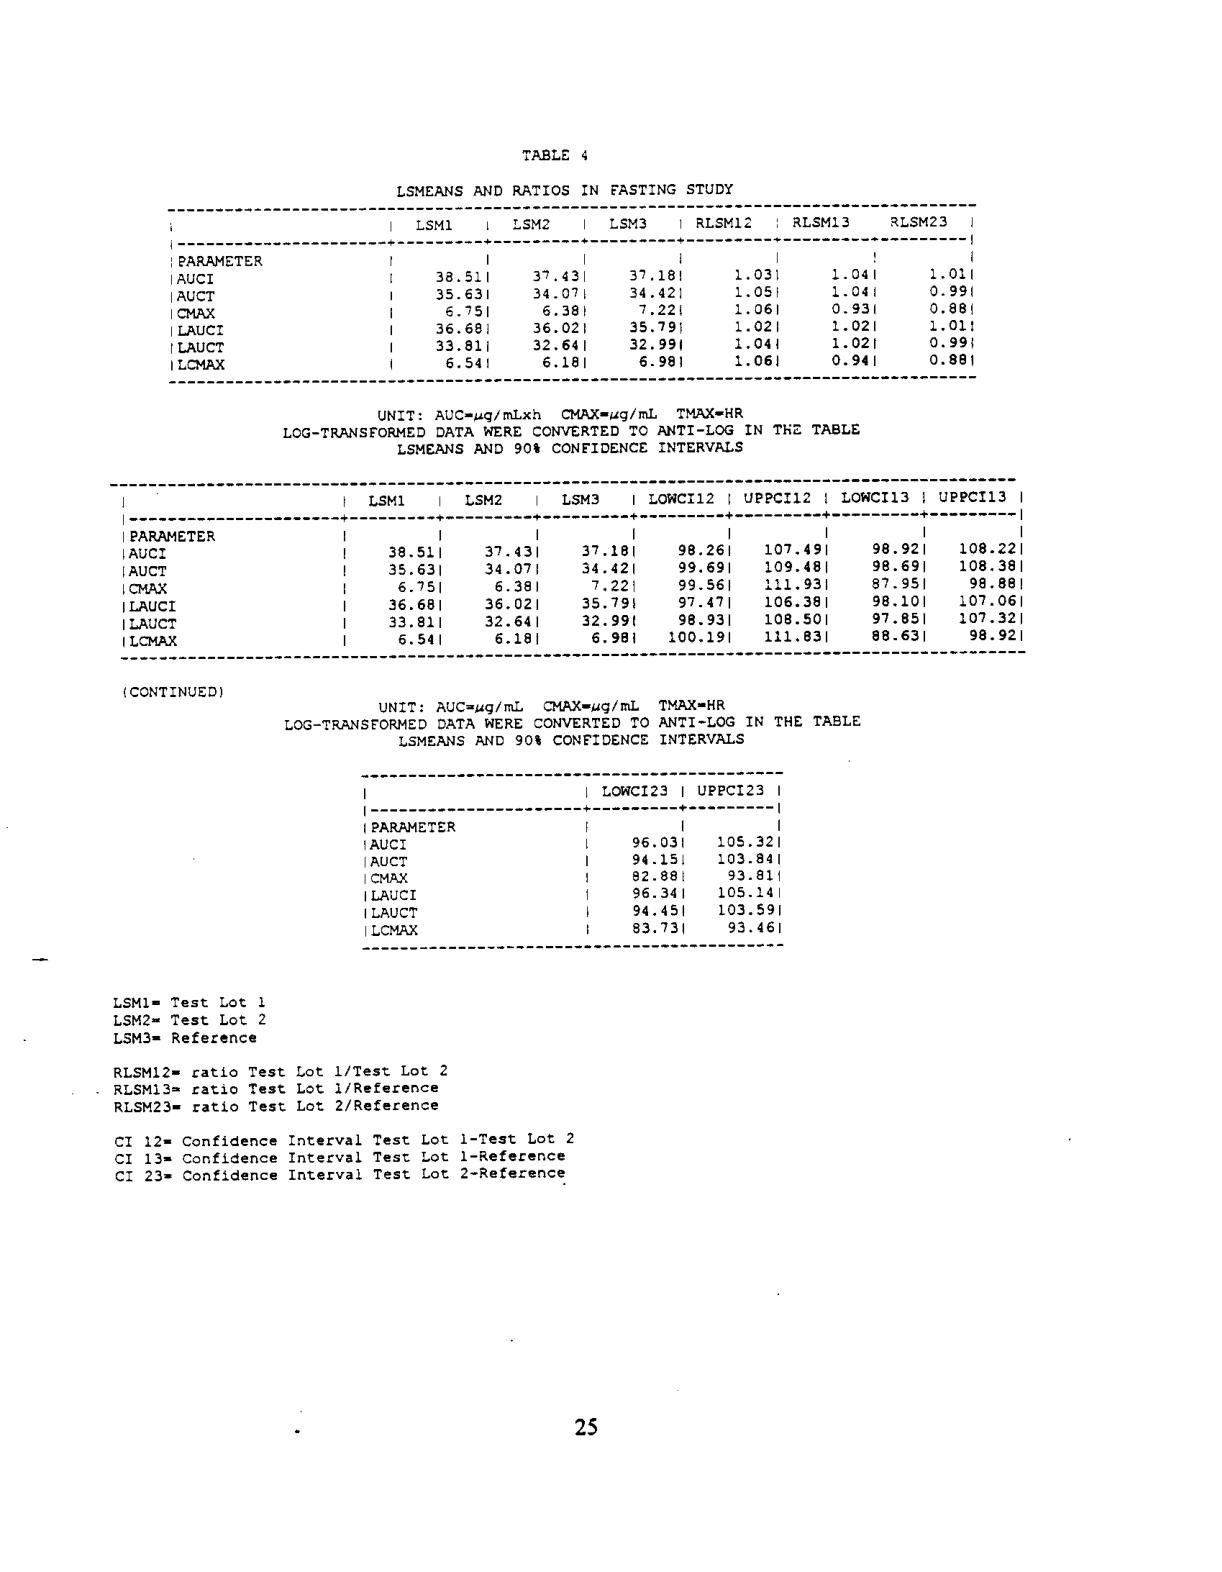 TABLE 4
LSMEANS AND RATIOS IN FASTING STUDY
| | LSM1 | LSM2 | LSM3 | RLSM12 | RLSM13 RLSM23 |
|PARAMETER | | | | | | |
|AUCI | 38.51| 37.43| 37.18| 1.03| 1.04| 1.01|
|AUCT | 35.63| 34.07| 34.42| 1.05| 1.04| 0.99|
|CMAX | 6.75| 6.38| 7.22| 1.06| 0.93| 0.88|
|LAUCI | 36.68| 36.02| 35.79| 1.02| 1.02| 1.01|
|LAUCT | 33.81| 32.64| 32.99| 1.04| 1.02| 0.99|
|LCMAX | 6.54| 6.18| 6.98| 1.06| 0.94| 0.88|
UNIT: AUC=µg/mLxh CMAX=µg/mL TMAX=HR
LOG-TRANSFORMED DATA WERE CONVERTED TO ANTI-LOG IN THE TABLE
LSMEANS AND 90% CONFIDENCE INTERVALS
| | LSM1 | LSM2 | LSM3 | LOWCI12 | UPPCI12 | LOWCI13 | UPPCI13 |
|PARAMETER | | | | | | | |
|AUCI | 38.51| 37.43| 37.18| 98.26| 107.49| 98.92| 108.22|
|AUCT | 35.63| 34.07| 34.42| 99.69| 109.48| 98.69| 108.38|
|CMAX | 6.75| 6.38| 7.22| 99.56| 111.93| 87.95| 98.88|
|LAUCI | 36.68| 36.02| 35.79| 97.47| 106.38| 98.10| 107.06|
|LAUCT | 33.81| 32.64| 32.99| 98.93| 108.50| 97.85| 107.32|
|LCMAX | 6.54| 6.18| 6.98| 100.19| 111.83| 88.63| 98.92|
(CONTINUED)
UNIT: AUC=µg/mL CMAX=µg/mL TMAX=HR
LOG-TRANSFORMED DATA WERE CONVERTED TO ANTI-LOG IN THE TABLE
LSMEANS AND 90% CONFIDENCE INTERVALS
| | LOWCI23 | UPPCI23 |
|PARAMETER | | |
|AUCI | 96.03| 105.32|
|AUCT | 94.15| 103.84|
|CMAX | 82.88| 93.81|
|LAUCI | 96.34| 105.14|
|LAUCT | 94.45| 103.59|
|LCMAX | 83.73| 93.46|
LSM1= Test Lot 1
LSM2= Test Lot 2
LSM3= Reference
RLSM12= ratio Test Lot 1/Test Lot 2
RLSM13= ratio Test Lot 1/Reference
RLSM23= ratio Test Lot 2/Reference
CI 12= Confidence Interval Test Lot 1-Test Lot 2
CI 13= Confidence Interval Test Lot 1-Reference
CI 23= Confidence Interval Test Lot 2-Reference
25